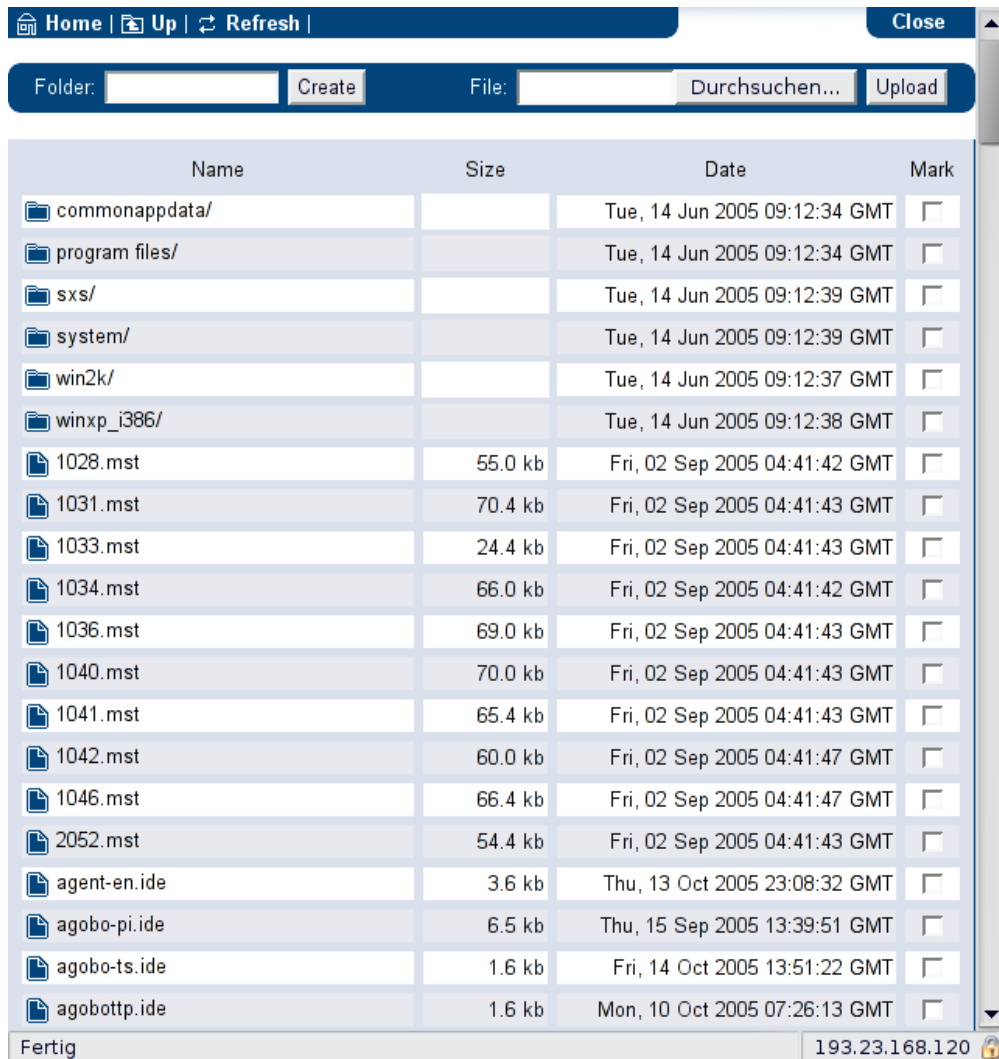 Home | Up | Refresh | Close
Folder: Create File: Durchsuchen... Upload
Name Size Date Mark
commonappdata/ Tue, 14 Jun 2005 09:12:34 GMT
program files/ Tue, 14 Jun 2005 09:12:34 GMT
sxs/ Tue, 14 Jun 2005 09:12:39 GMT
system/ Tue, 14 Jun 2005 09:12:39 GMT
win2k/ Tue, 14 Jun 2005 09:12:37 GMT
winxp_i386/ Tue, 14 Jun 2005 09:12:38 GMT
1028.mst 55.0 kb Fri, 02 Sep 2005 04:41:42 GMT
1031.mst 70.4 kb Fri, 02 Sep 2005 04:41:43 GMT
1033.mst 24.4 kb Fri, 02 Sep 2005 04:41:43 GMT
1034.mst 66.0 kb Fri, 02 Sep 2005 04:41:42 GMT
1036.mst 69.0 kb Fri, 02 Sep 2005 04:41:43 GMT
1040.mst 70.0 kb Fri, 02 Sep 2005 04:41:43 GMT
1041.mst 65.4 kb Fri, 02 Sep 2005 04:41:43 GMT
1042.mst 60.0 kb Fri, 02 Sep 2005 04:41:47 GMT
1046.mst 66.4 kb Fri, 02 Sep 2005 04:41:47 GMT
2052.mst 54.4 kb Fri, 02 Sep 2005 04:41:43 GMT
agent-en.ide 3.6 kb Thu, 13 Oct 2005 23:08:32 GMT
agobo-pi.ide 6.5 kb Thu, 15 Sep 2005 13:39:51 GMT
agobo-ts.ide 1.6 kb Fri, 14 Oct 2005 13:51:22 GMT
agobottp.ide 1.6 kb Mon, 10 Oct 2005 07:26:13 GMT
Fertig 193.23.168.120